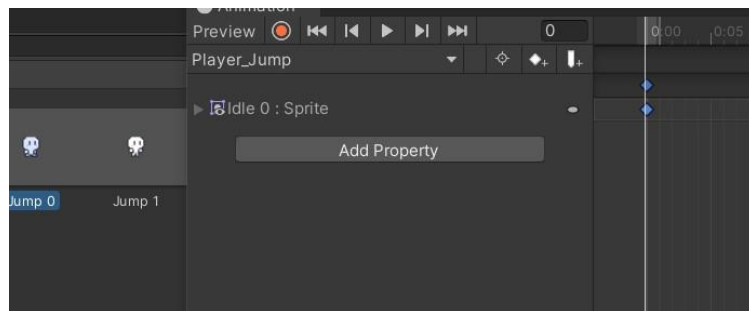 Animation
Preview 0 0:00 0:05
Player_Jump
Idle 0 : Sprite
Add Property
Jump 0 Jump 1